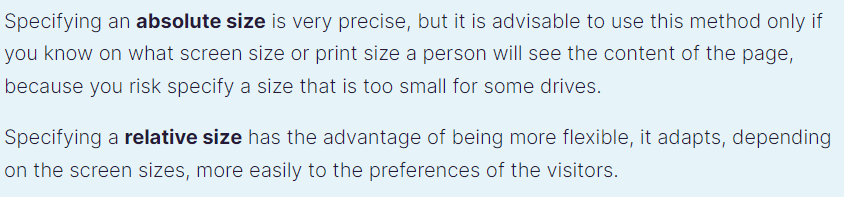 Specifying an absolute size is very precise, but it is advisable to use this method only if
you know on what screen size or print size a person will see the content of the page,
because you risk specify a size that is too small for some drives.
Specifying a relative size has the advantage of being more flexible, it adapts, depending
on the screen sizes, more easily to the preferences of the visitors.